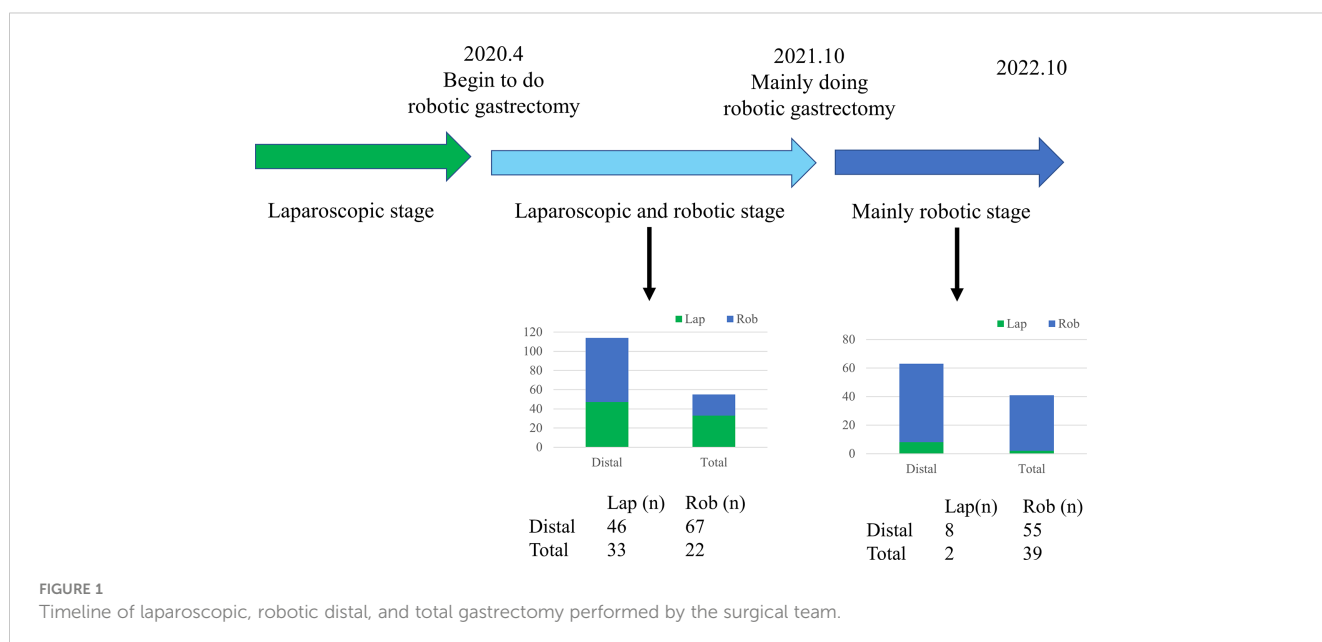 2020.4
Begin to do
robotic gastrectomy
2021.10
Mainly doing
robotic gastrectomy
2022.10
Laparoscopic stage
Laparoscopic and robotic stage
Mainly robotic stage
Lap Rob
120
100
80
60
40
20
0
Distal Total
Lap (n) Rob (n)
Distal 46 67
Total 33 22
Lap Rob
80
60
40
20
0
Distal Total
Lap(n) Rob (n)
Distal 8 55
Total 2 39
FIGURE 1
Timeline of laparoscopic, robotic distal, and total gastrectomy performed by the surgical team.